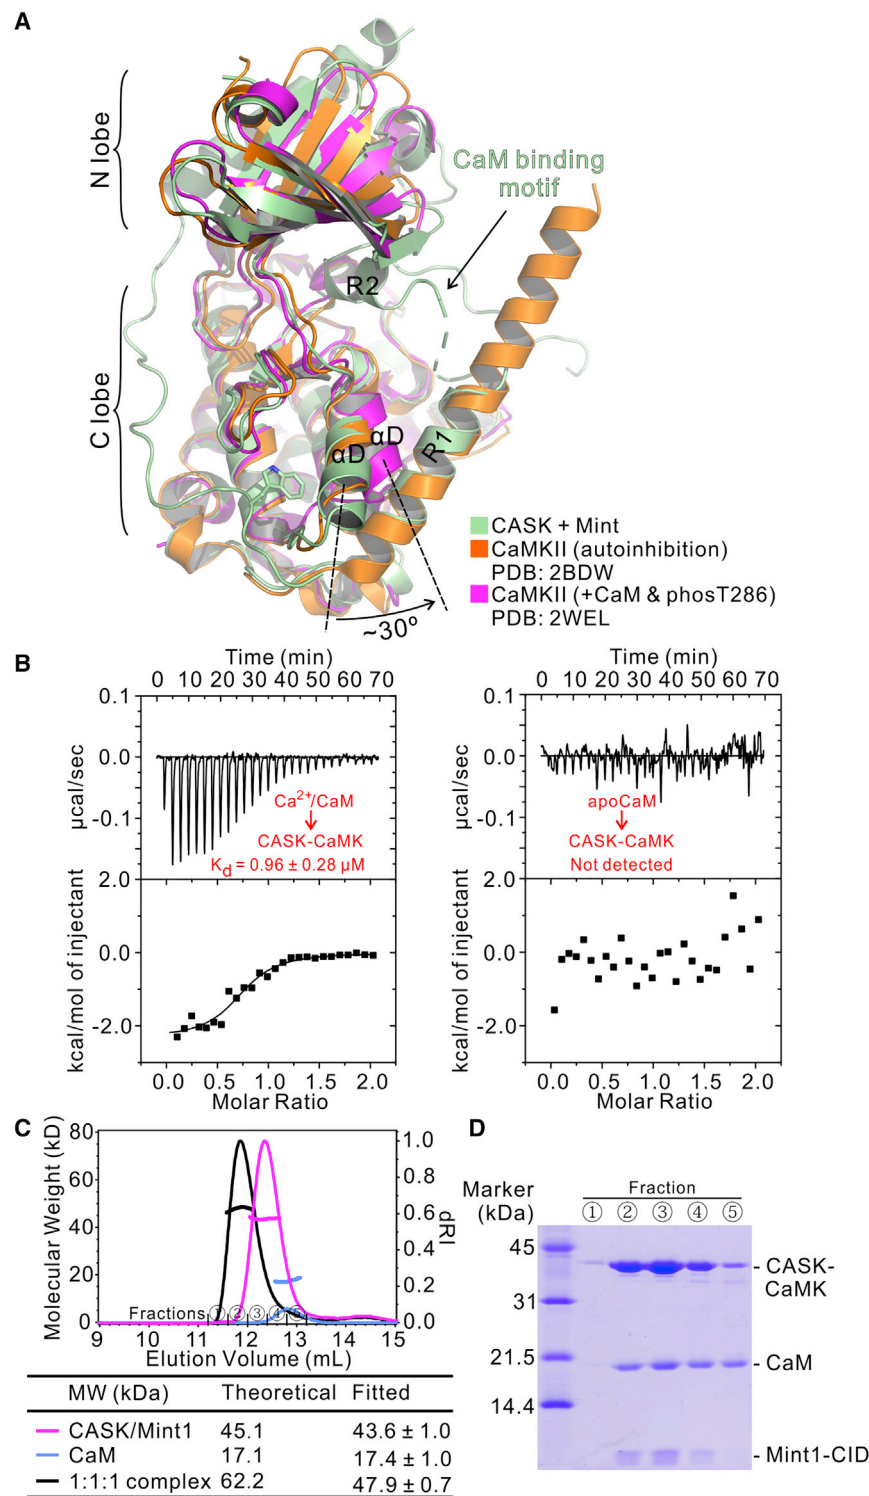 A
N lobe
C lobe
CaM binding
motif
R2
R1
αD
αD
~30°
CASK + Mint
CaMKII (autoinhibition)
PDB: 2BDW
CaMKII (+CaM & phosT286)
PDB: 2WEL
B
Time (min)
0 10 20 30 40 50 60 70
0.1
0.0
-0.1
µcal/sec
Ca2+/CaM
CASK-CaMK
Kd = 0.96 ± 0.28 µM
2.0
0.0
-2.0
kcal/mol of injectant
0.0 0.5 1.0 1.5 2.0
Molar Ratio
Time (min)
0 10 20 30 40 50 60 70
0.1
0.0
-0.1
µcal/sec
apoCaM
CASK-CaMK
Not detected
2.0
0.0
-2.0
kcal/mol of injectant
0.0 0.5 1.0 1.5 2.0
Molar Ratio
C
Molecular Weight (kD)
80
60
40
20
0
1.0
0.8
0.6
0.4
0.2
0.0
dRI
Fractions ① ② ③ ④ ⑤
9 10 11 12 13 14 15
Elution Volume (mL)
MW (kDa) Theoretical Fitted
CASK/Mint1 45.1 43.6 ± 1.0
CaM 17.1 17.4 ± 1.0
1:1:1 complex 62.2 47.9 ± 0.7
D
Marker
(kDa)
Fraction
① ② ③ ④ ⑤
45
31
21.5
14.4
- CASK-
CaMK
- CaM
- Mint1-CID